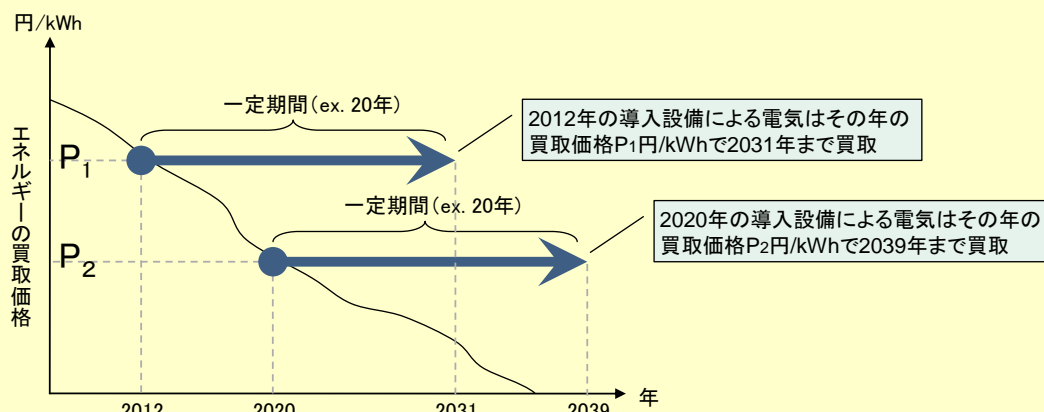 円/kWh
一定期間(ex. 20年)
2012年の導入設備による電気はその年の
買取価格P₁円/kWhで2031年まで買取
エネルギーの買取価格
P₁
一定期間(ex. 20年)
2020年の導入設備による電気はその年の
買取価格P₂円/kWhで2039年まで買取
P₂
年
2012
2020
2031
2039